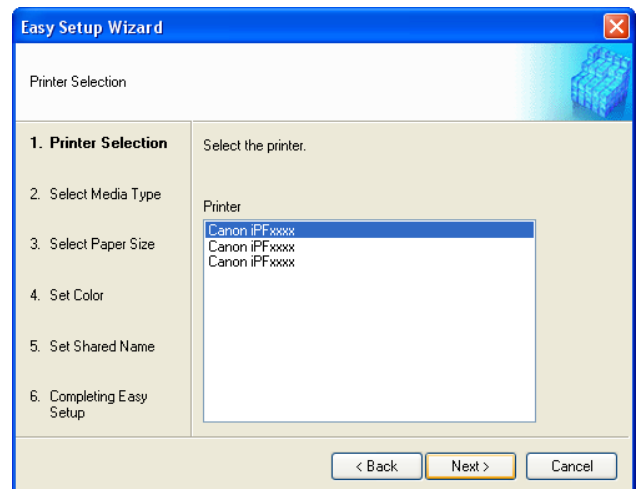 Easy Setup Wizard
Printer Selection
1. Printer Selection
2. Select Media Type
3. Select Paper Size
4. Set Color
5. Set Shared Name
6. Completing Easy
Setup
Select the printer.
Printer
Canon iPFxxxx
Canon iPFxxxx
Canon iPFxxxx
< Back
Next >
Cancel